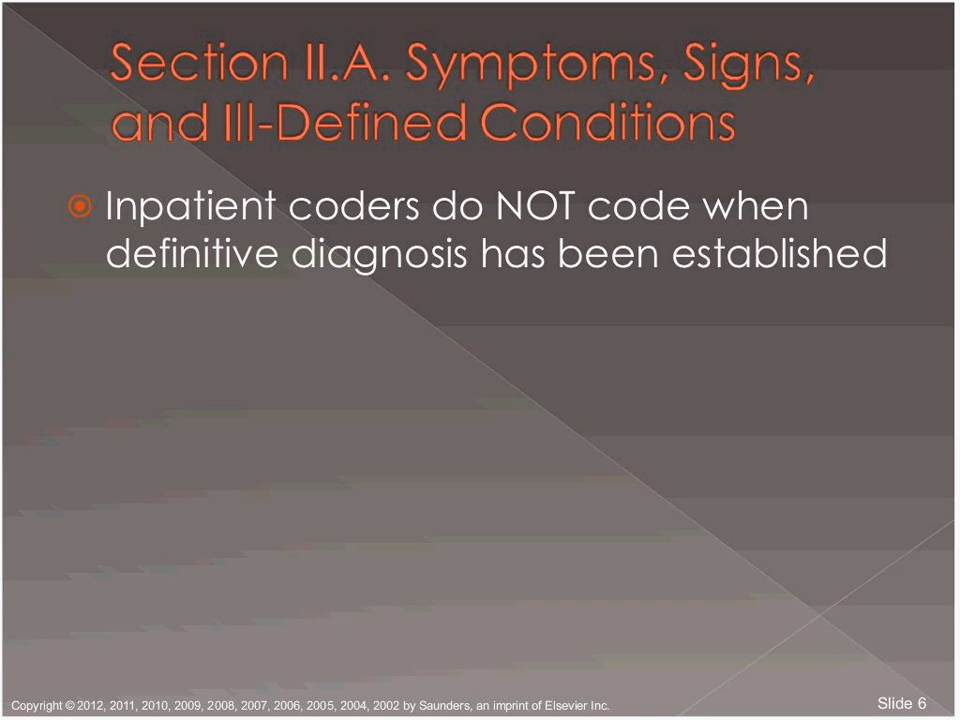 Section II.A. Symptoms, Signs,
and Ill-Defined Conditions
Inpatient coders do NOT code when
definitive diagnosis has been established
Copyright © 2012, 2011, 2010, 2009, 2008, 2007, 2006, 2005, 2004, 2002 by Saunders, an imprint of Elsevier Inc.
Slide 6